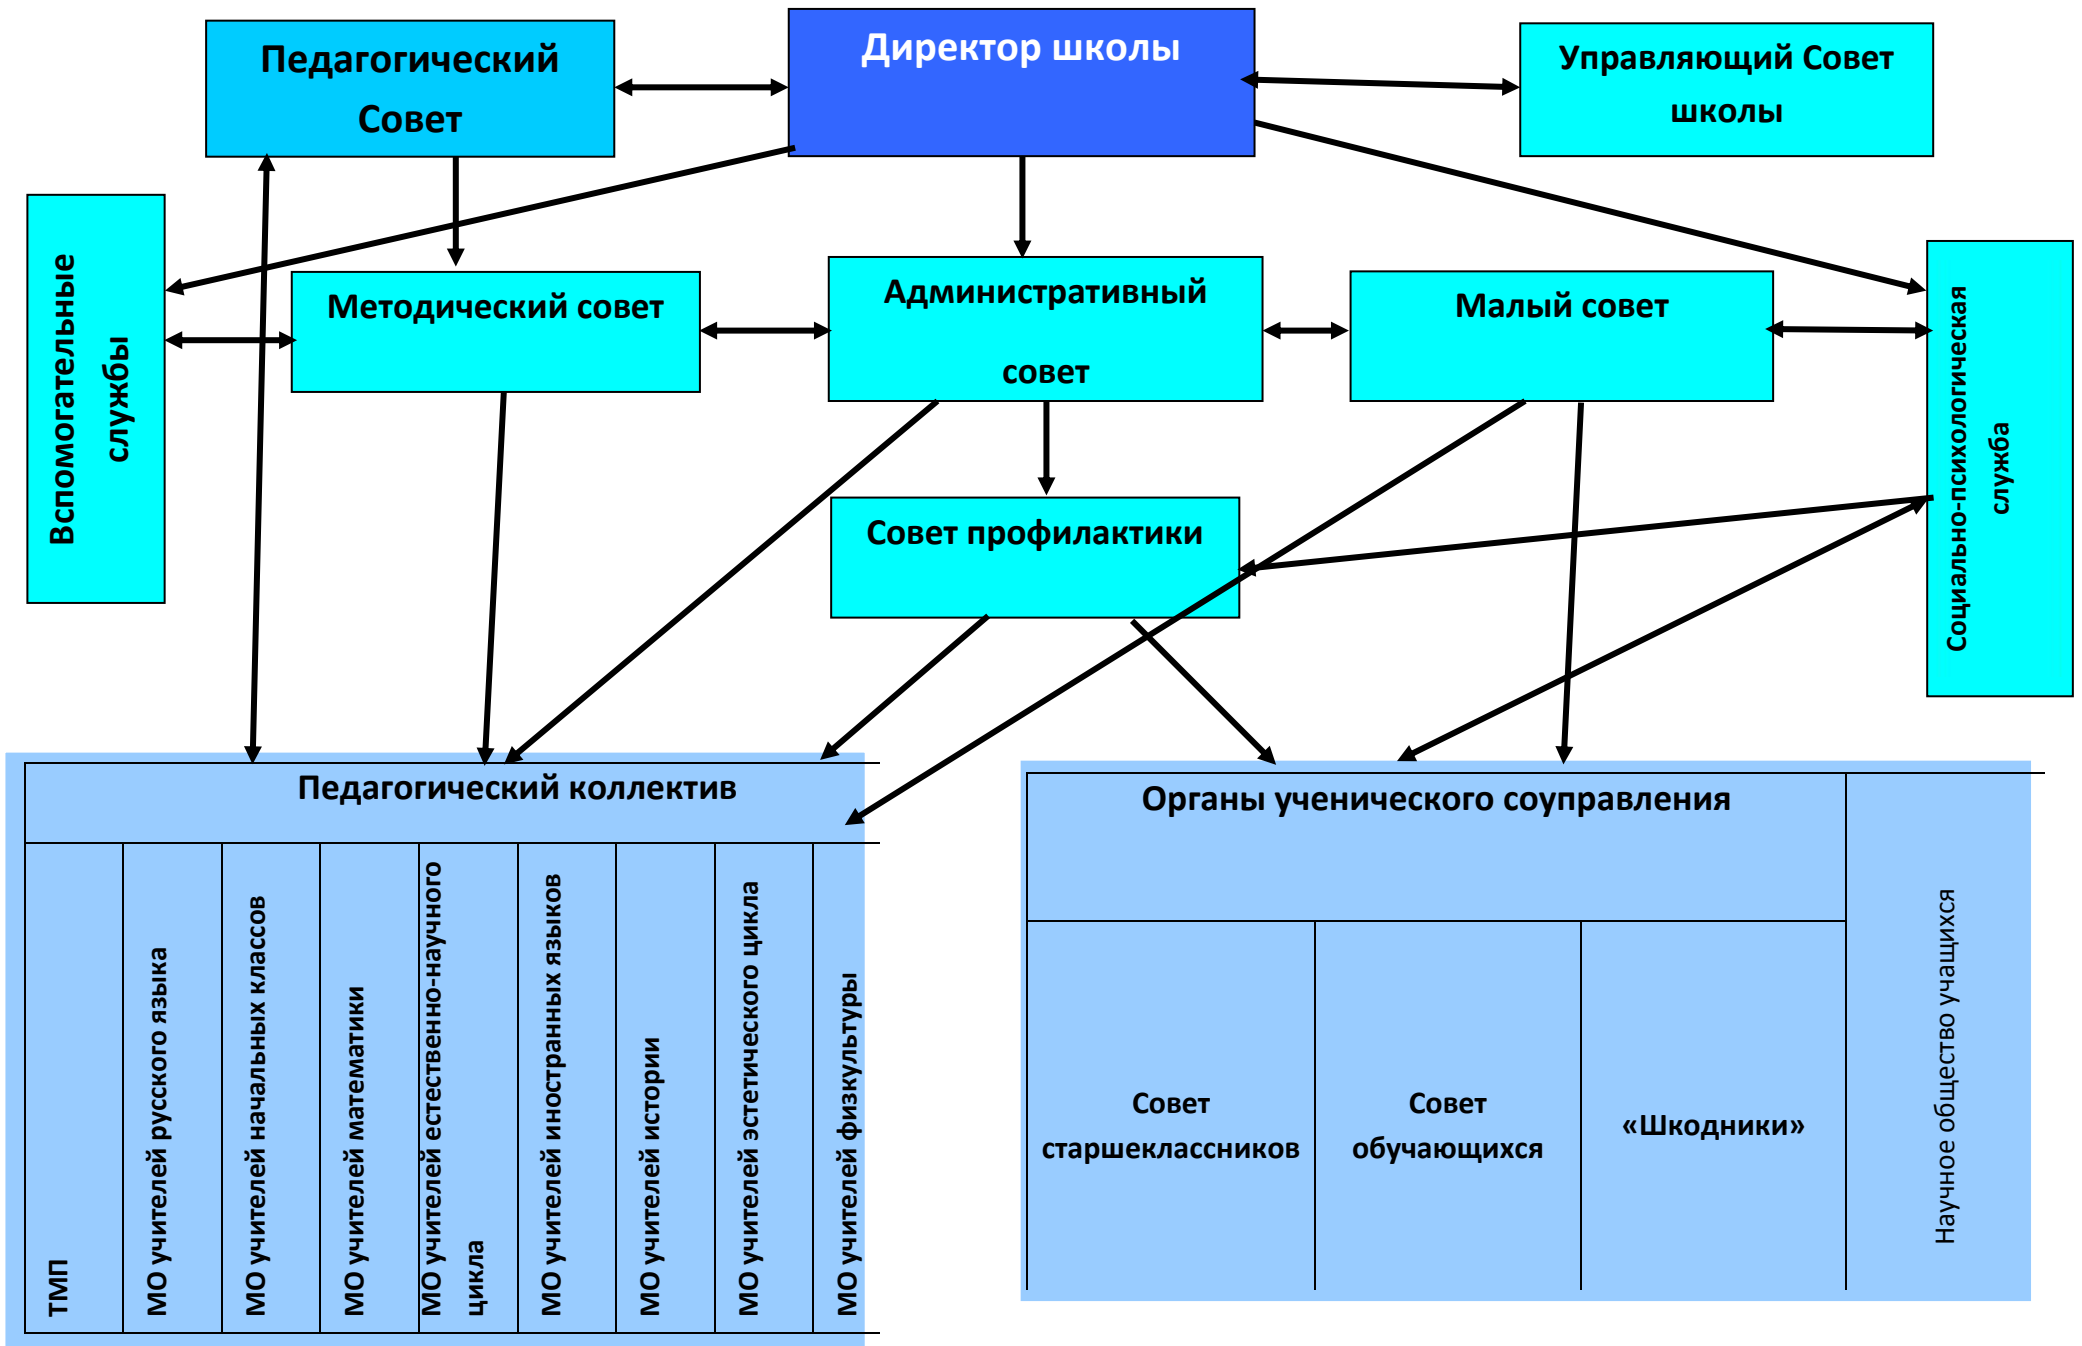 Педагогический
Совет
Директор школы
Управляющий Совет
школы
Вспомогательные
службы
Методический совет
Административный
совет
Малый совет
Социально-психологическая
служба
Совет профилактики
Педагогический коллектив
ТМП
МО учителей русского языка
МО учителей начальных классов
МО учителей математики
МО учителей естественно-научного
цикла
МО учителей иностранных языков
МО учителей истории
МО учителей эстетического цикла
МО учителей физкультуры
Органы ученического соуправления
Совет
старшеклассников
Совет
обучающихся
«Шкодники»
Научное общество учащихся